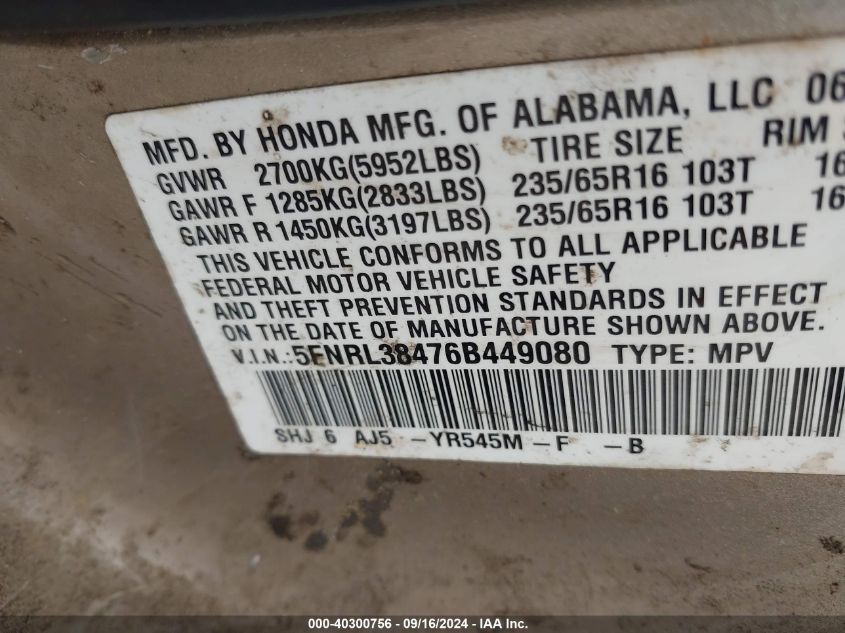 MFD. BY HONDA MFG. OF ALABAMA, LLC 06
GVWR 2700KG(5952LBS) TIRE SIZE RIM
GAWR F 1285KG(2833LBS) 235/65R16 103T 16
GAWR R 1450KG(3197LBS) 235/65R16 103T 16
THIS VEHICLE CONFORMS TO ALL APPLICABLE
FEDERAL MOTOR VEHICLE SAFETY
AND THEFT PREVENTION STANDARDS IN EFFECT
ON THE DATE OF MANUFACTURE SHOWN ABOVE.
V.I.N.:5FNRL38476B449080 TYPE: MPV
SHJ 6 AJ5 -YR545M -F -B
000-40300756 - 09/16/2024 - IAA Inc.